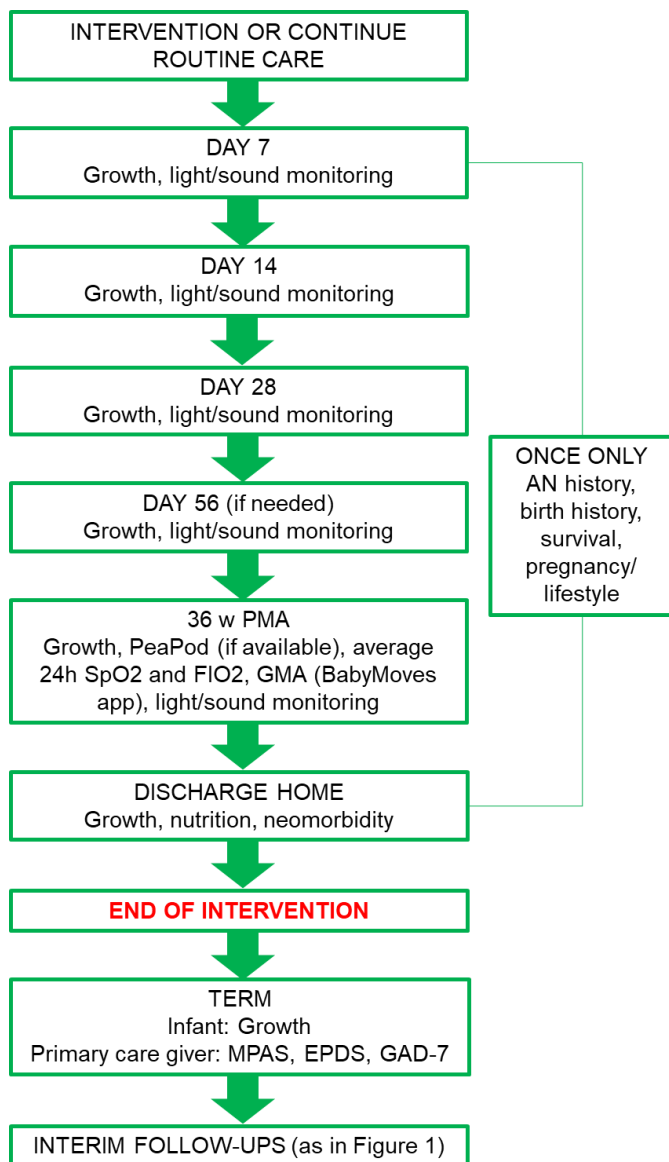 INTERVENTION OR CONTINUE
ROUTINE CARE
DAY 7
Growth, light/sound monitoring
DAY 14
Growth, light/sound monitoring
DAY 28
Growth, light/sound monitoring
DAY 56 (if needed)
Growth, light/sound monitoring
36 w PMA
Growth, PeaPod (if available), average
24h SpO2 and FIO2, GMA (BabyMoves
app), light/sound monitoring
DISCHARGE HOME
Growth, nutrition, neomorbidity
ONCE ONLY
AN history,
birth history,
survival,
pregnancy/
lifestyle
END OF INTERVENTION
TERM
Infant: Growth
Primary care giver: MPAS, EPDS, GAD-7
INTERIM FOLLOW-UPS (as in Figure 1)